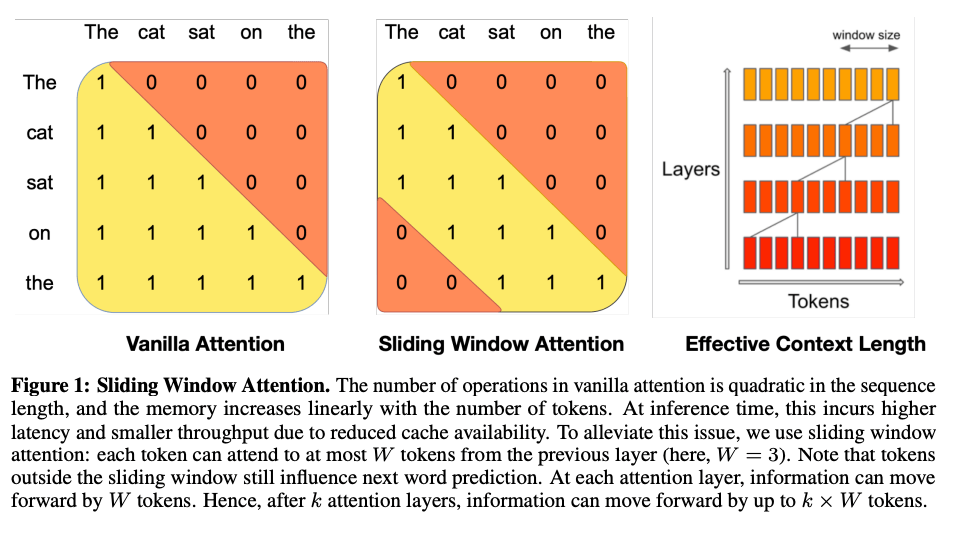 The cat sat on the
The 1 0 0 0 0
cat 1 1 0 0 0
sat 1 1 1 0 0
on 1 1 1 1 0
the 1 1 1 1 1
Vanilla Attention
The cat sat on the
1 0 0 0 0
1 1 0 0 0
1 1 1 0 0
0 1 1 1 0
0 0 1 1 1
Sliding Window Attention
window size
Layers
Tokens
Effective Context Length
Figure 1: Sliding Window Attention. The number of operations in vanilla attention is quadratic in the sequence
length, and the memory increases linearly with the number of tokens. At inference time, this incurs higher
latency and smaller throughput due to reduced cache availability. To alleviate this issue, we use sliding window
attention: each token can attend to at most W tokens from the previous layer (here, W = 3). Note that tokens
outside the sliding window still influence next word prediction. At each attention layer, information can move
forward by W tokens. Hence, after k attention layers, information can move forward by up to k × W tokens.